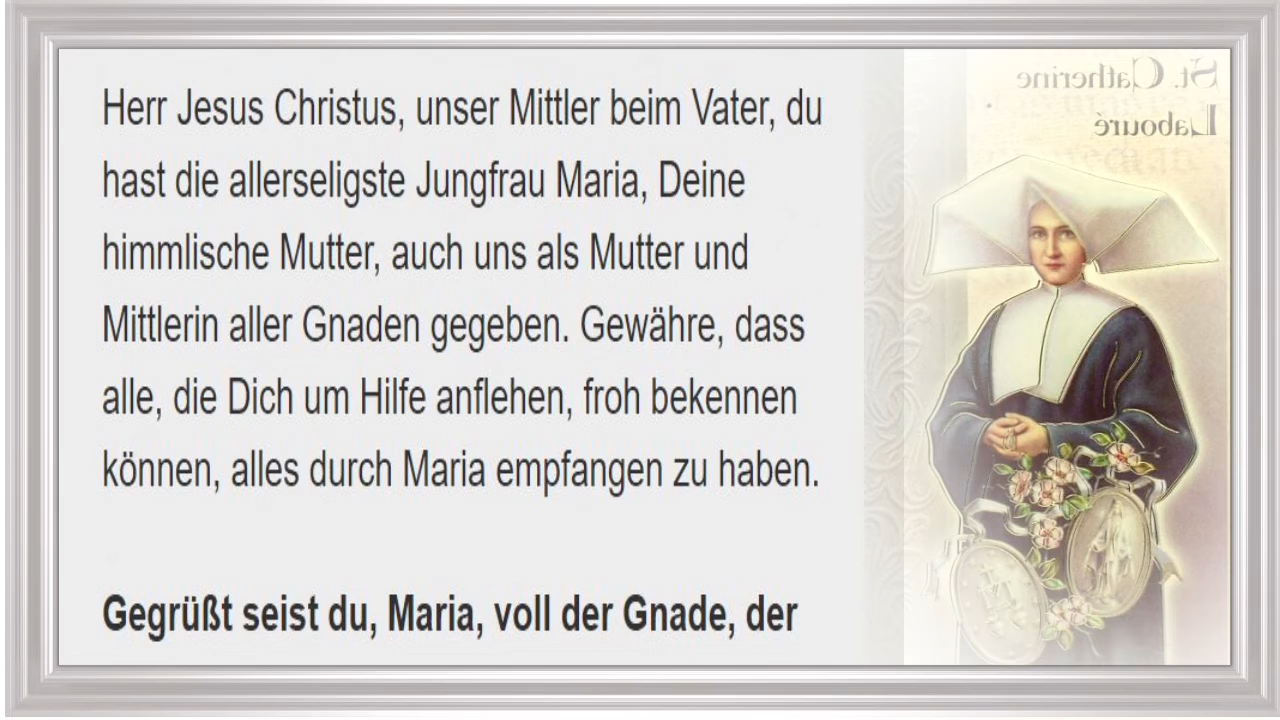 Herr Jesus Christus, unser Mittler beim Vater, du
hast die allerseligste Jungfrau Maria, Deine
himmlische Mutter, auch uns als Mutter und
Mittlerin aller Gnaden gegeben. Gewähre, dass
alle, die Dich um Hilfe anflehen, froh bekennen
können, alles durch Maria empfangen zu haben.
Gegrüßt seist du, Maria, voll der Gnade, der
St. Catherine
Labouré